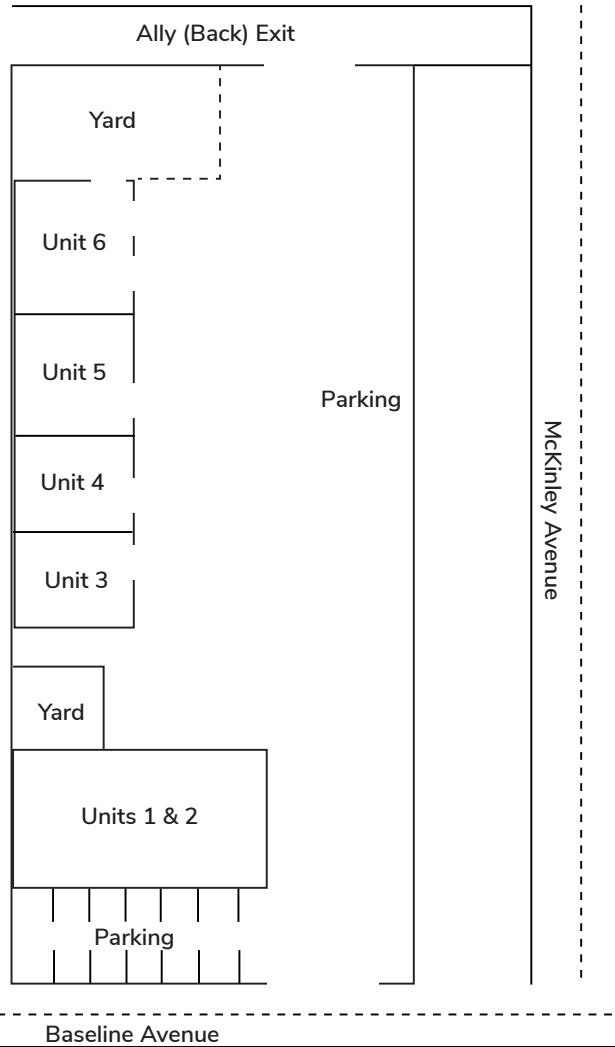 Ally (Back) Exit
Yard
Unit 6
Unit 5
Parking
McKinley Avenue
Unit 4
Unit 3
Yard
Units 1 & 2
Parking
Baseline Avenue